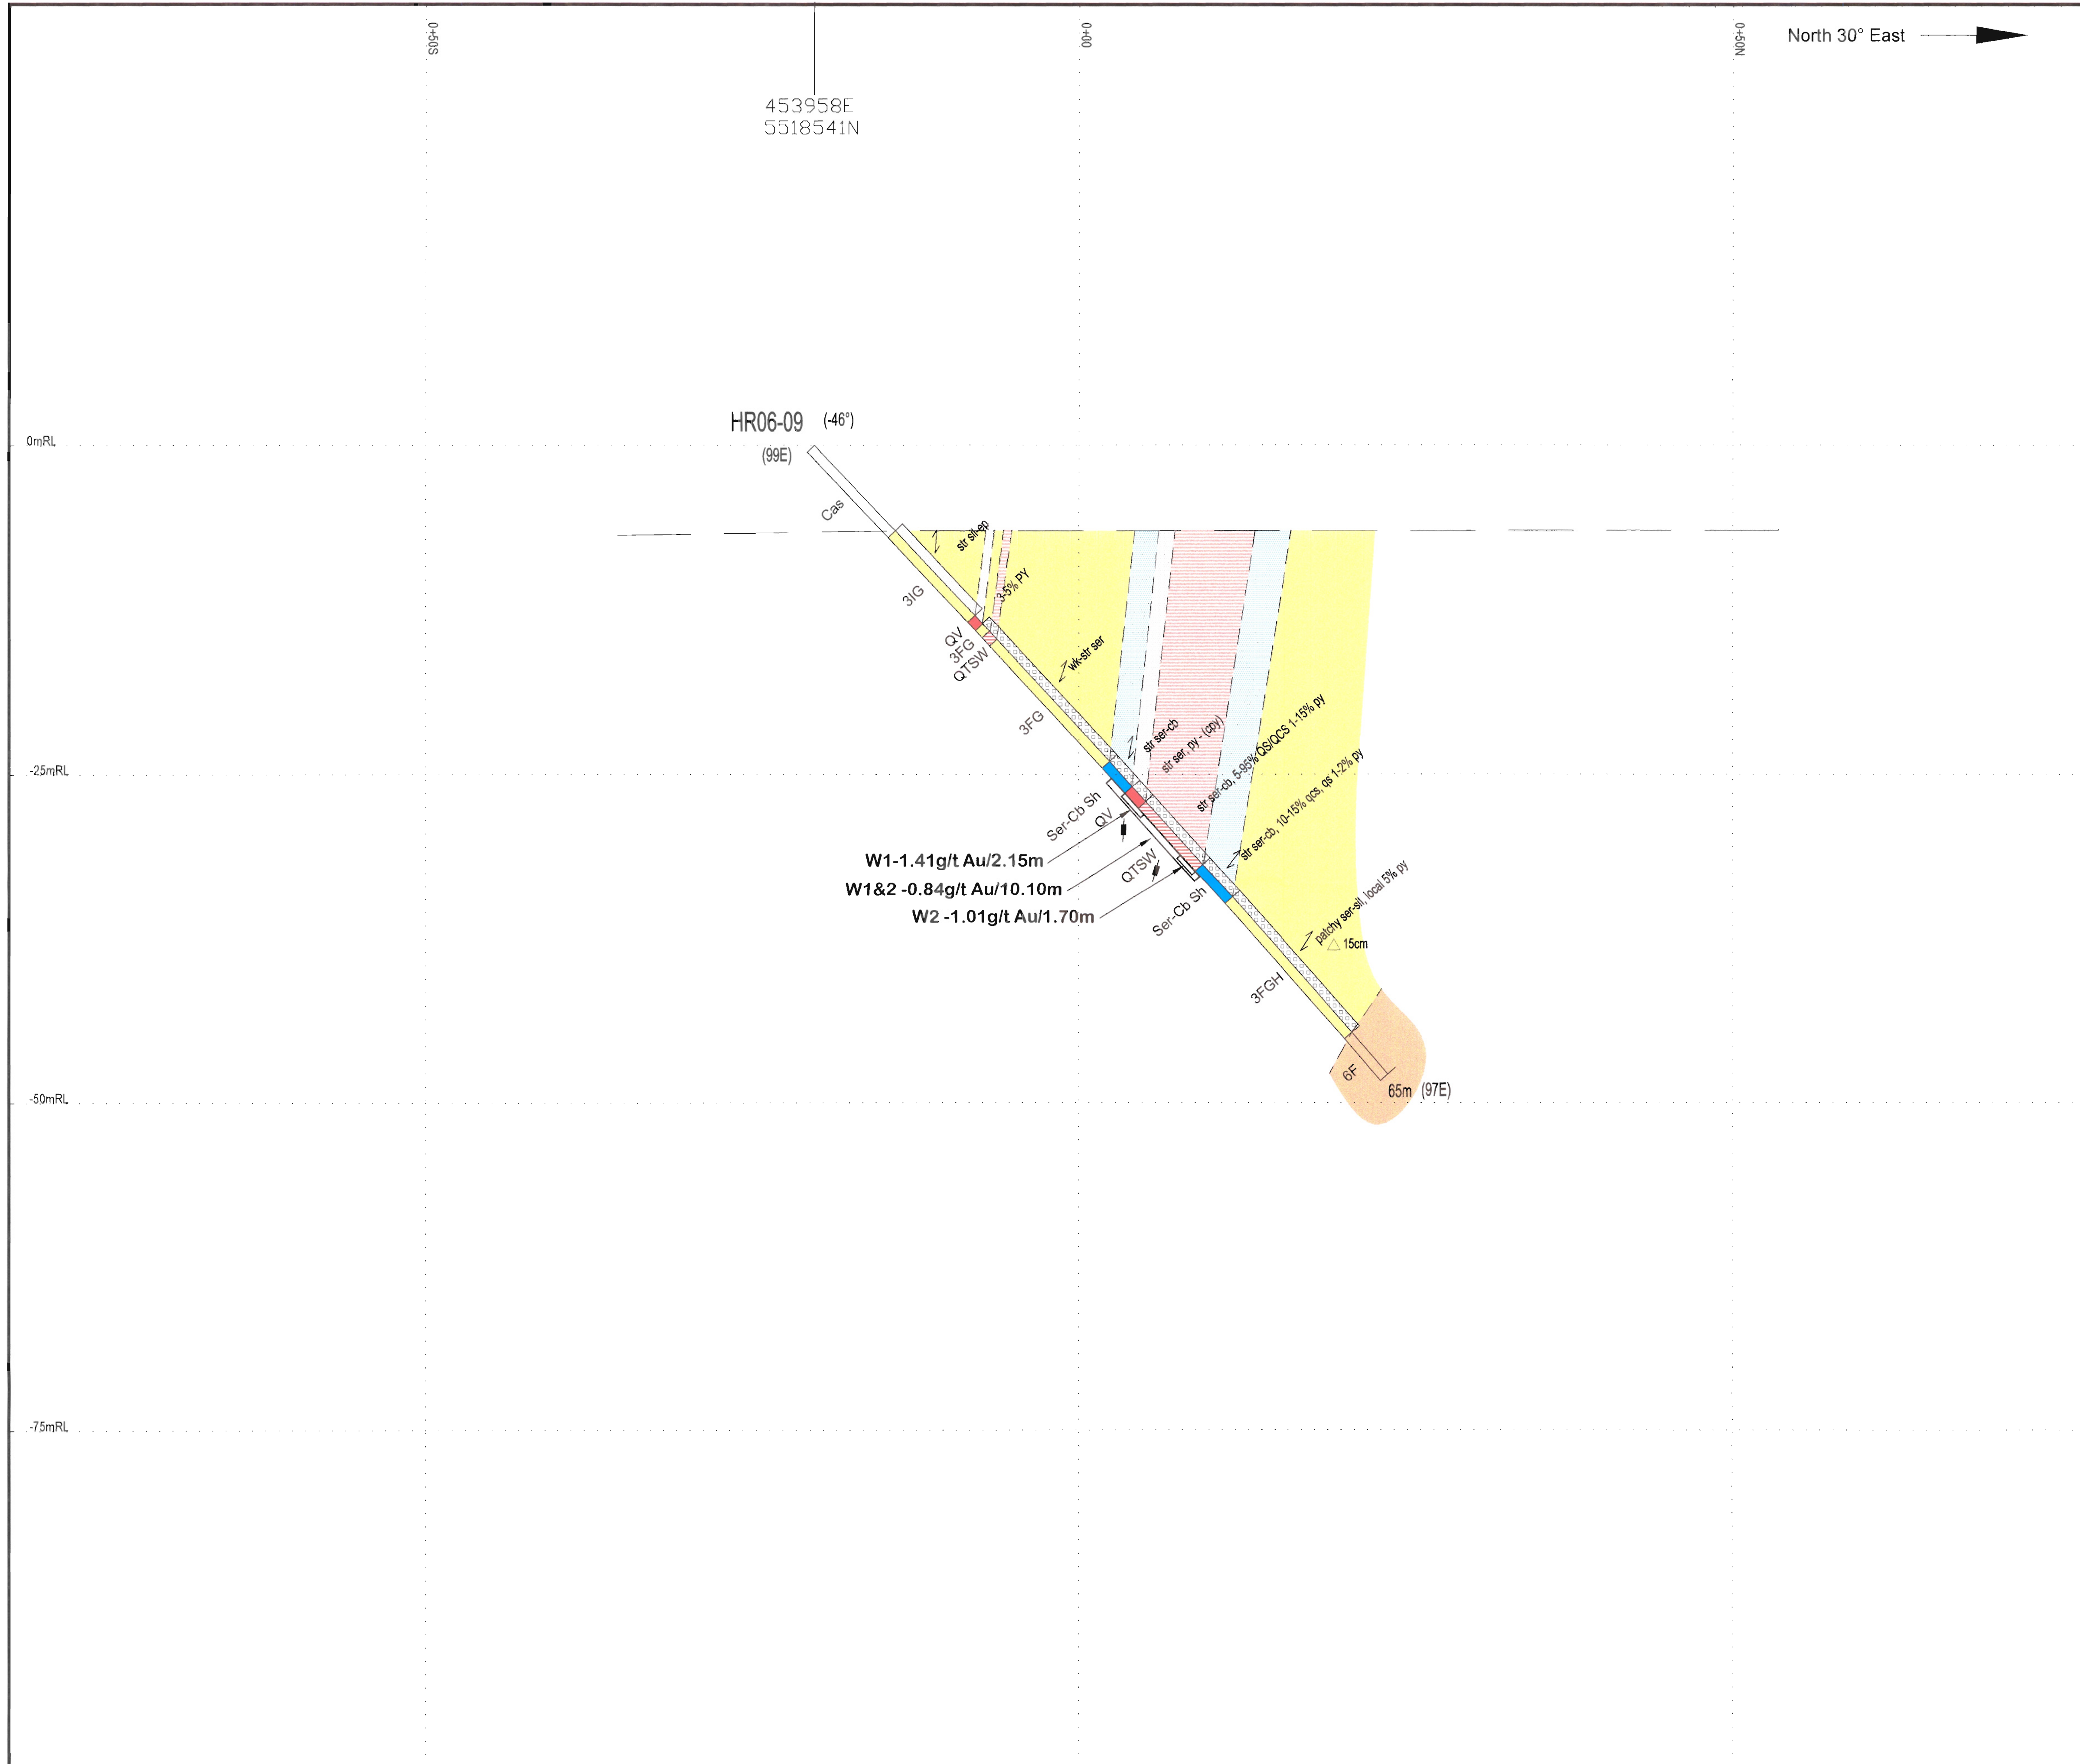 0+50S
0+00
0+50N
North 30° East
453958E
5518541N
HR06-09 (-46°)
(99E)
0mRL
Cas
str sil-ep
3IG
3-5% PY
QV
3FG
QTSW
wk-str ser
3FG
str ser-cb
str ser, py - (cpy)
str ser-cb, 5-95% QS/QCS 1-15% py
str ser-cb, 10-15% qcs, qs 1-2% py
-25mRL
Ser-Cb Sh
QV
W1-1.41g/t Au/2.15m
QTSW
W1&2 -0.84g/t Au/10.10m
W2 -1.01g/t Au/1.70m
Ser-Cb Sh
patchy ser-sil, local 5% py
15cm
3FGH
6F
65m (97E)
-50mRL
-75mRL